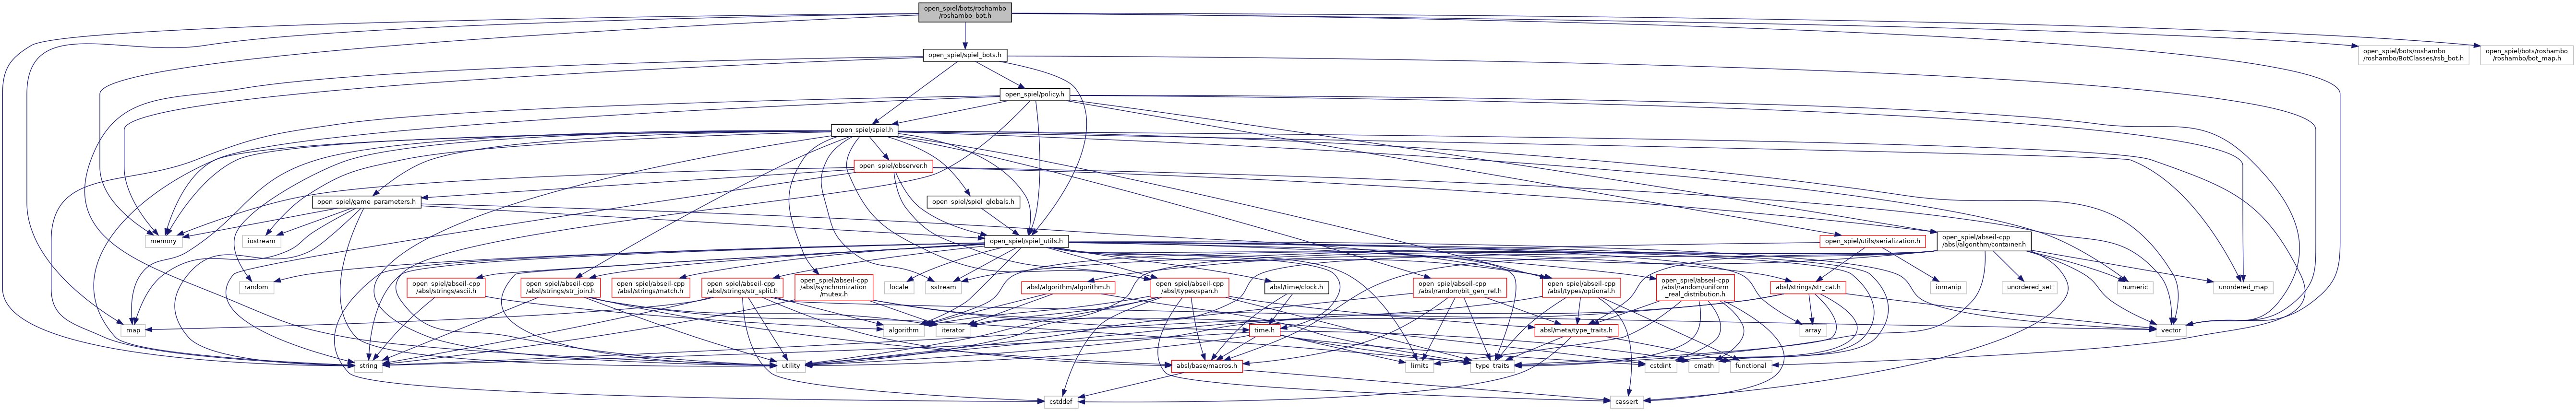 open_spiel/bots/roshambo
/roshambo_bot.h
open_spiel/spiel_bots.h
open_spiel/bots/roshambo
/roshambo/BotClasses/rsb_bot.h
open_spiel/bots/roshambo
/roshambo/bot_map.h
open_spiel/policy.h
open_spiel/spiel.h
open_spiel/observer.h
open_spiel/game_parameters.h
open_spiel/spiel_globals.h
memory
iostream
open_spiel/spiel_utils.h
open_spiel/utils/serialization.h
open_spiel/abseil-cpp
/absl/algorithm/container.h
random
open_spiel/abseil-cpp
/absl/strings/ascii.h
open_spiel/abseil-cpp
/absl/strings/str_join.h
open_spiel/abseil-cpp
/absl/strings/match.h
open_spiel/abseil-cpp
/absl/strings/str_split.h
open_spiel/abseil-cpp
/absl/synchronization
/mutex.h
locale
sstream
absl/algorithm/algorithm.h
open_spiel/abseil-cpp
/absl/types/span.h
absl/time/clock.h
open_spiel/abseil-cpp
/absl/random/bit_gen_ref.h
open_spiel/abseil-cpp
/absl/types/optional.h
open_spiel/abseil-cpp
/absl/random/uniform
_real_distribution.h
absl/strings/str_cat.h
iomanip
unordered_set
numeric
unordered_map
map
algorithm
iterator
time.h
absl/meta/type_traits.h
array
vector
string
utility
absl/base/macros.h
limits
type_traits
cstdint
cmath
functional
cstddef
cassert